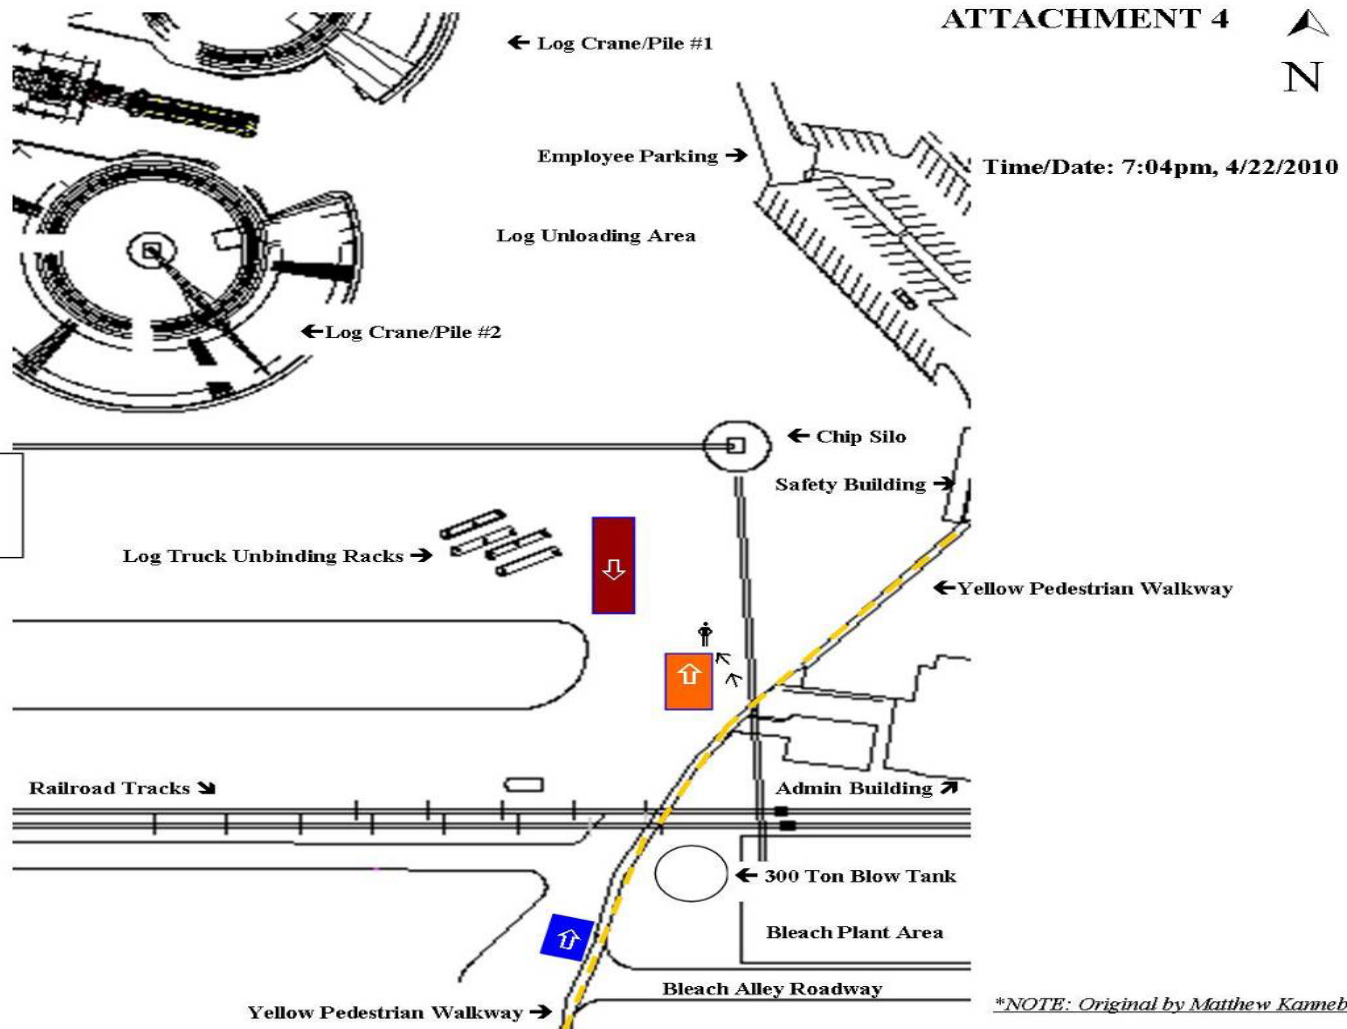 ATTACHMENT 4
N
← Log Crane/Pile #1
Employee Parking →
Time/Date: 7:04pm, 4/22/2010
Log Unloading Area
←Log Crane/Pile #2
← Chip Silo
Safety Building →
Log Truck Unbinding Racks →
←Yellow Pedestrian Walkway
Railroad Tracks ↘
Admin Building ↗
← 300 Ton Blow Tank
Bleach Plant Area
Bleach Alley Roadway
Yellow Pedestrian Walkway →
*NOTE: Original by Matthew Kanneb